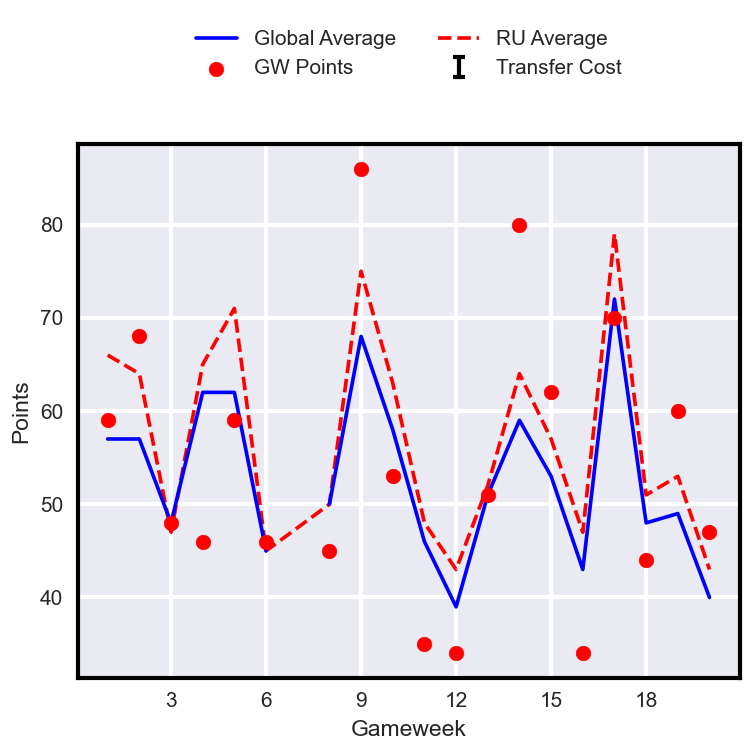 Global Average
RU Average
GW Points
Transfer Cost
Points
80
70
60
50
40
3 6 9 12 15 18
Gameweek